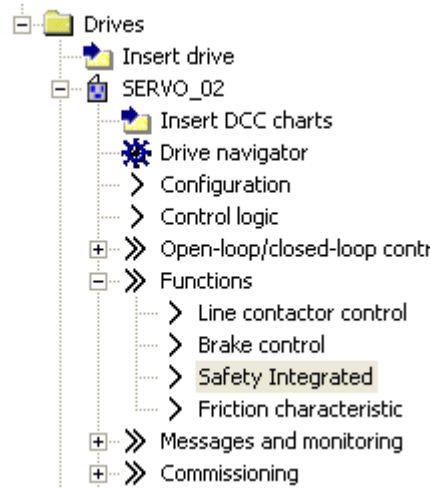 Drives
Insert drive
SERVO_02
Insert DCC charts
Drive navigator
Configuration
Control logic
Open-loop/closed-loop contr
Functions
Line contactor control
Brake control
Safety Integrated
Friction characteristic
Messages and monitoring
Commissioning